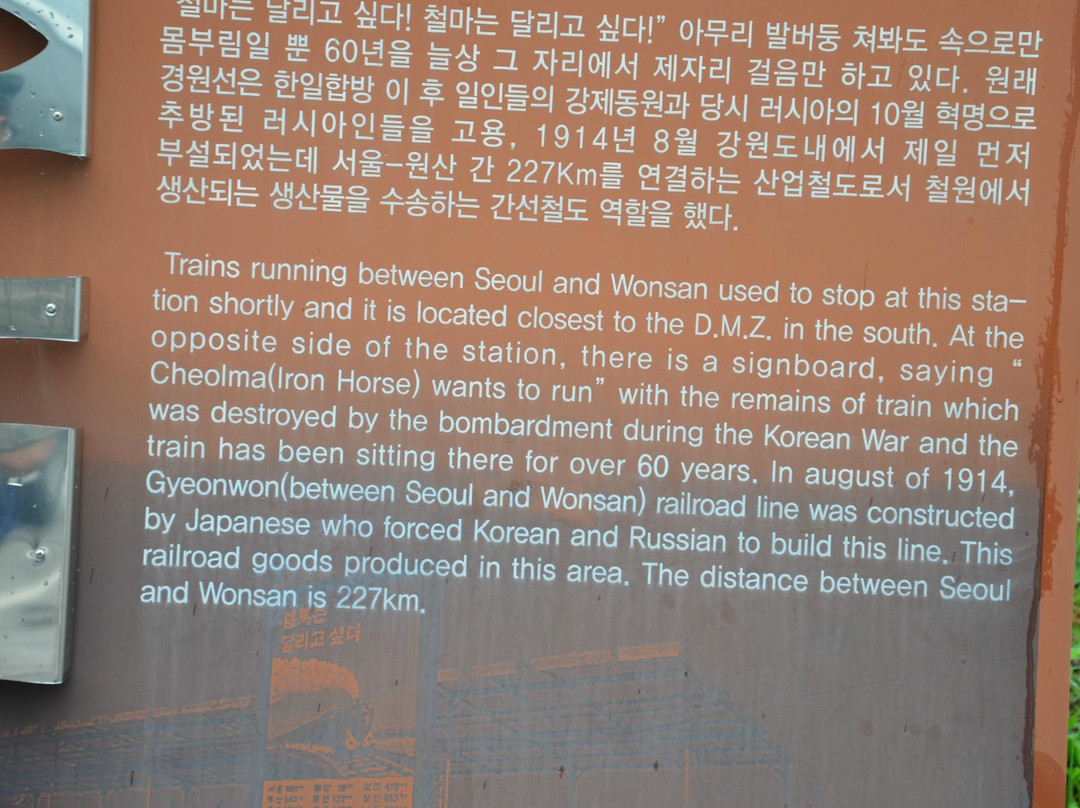 철마는 달리고 싶다! 철마는 달리고 싶다!” 아무리 발버둥 쳐봐도 속으로만
몸부림일 뿐 60년을 늘상 그 자리에서 제자리 걸음만 하고 있다. 원래
경원선은 한일합방 이 후 일인들의 강제동원과 당시 러시아의 10월 혁명으로
추방된 러시아인들을 고용, 1914년 8월 강원도내에서 제일 먼저
부설되었는데 서울-원산 간 227Km를 연결하는 산업철도로서 철원에서
생산되는 생산물을 수송하는 간선철도 역할을 했다.
Trains running between Seoul and Wonsan used to stop at this sta-
tion shortly and it is located closest to the D.M.Z. in the south. At the
opposite side of the station, there is a signboard, saying “
Cheolma(Iron Horse) wants to run” with the remains of train which
was destroyed by the bombardment during the Korean War and the
train has been sitting there for over 60 years. In august of 1914,
Gyeonwon(between Seoul and Wonsan) railroad line was constructed
by Japanese who forced Korean and Russian to build this line. This
railroad goods produced in this area. The distance between Seoul
and Wonsan is 227km.
철마는
달리고 싶다